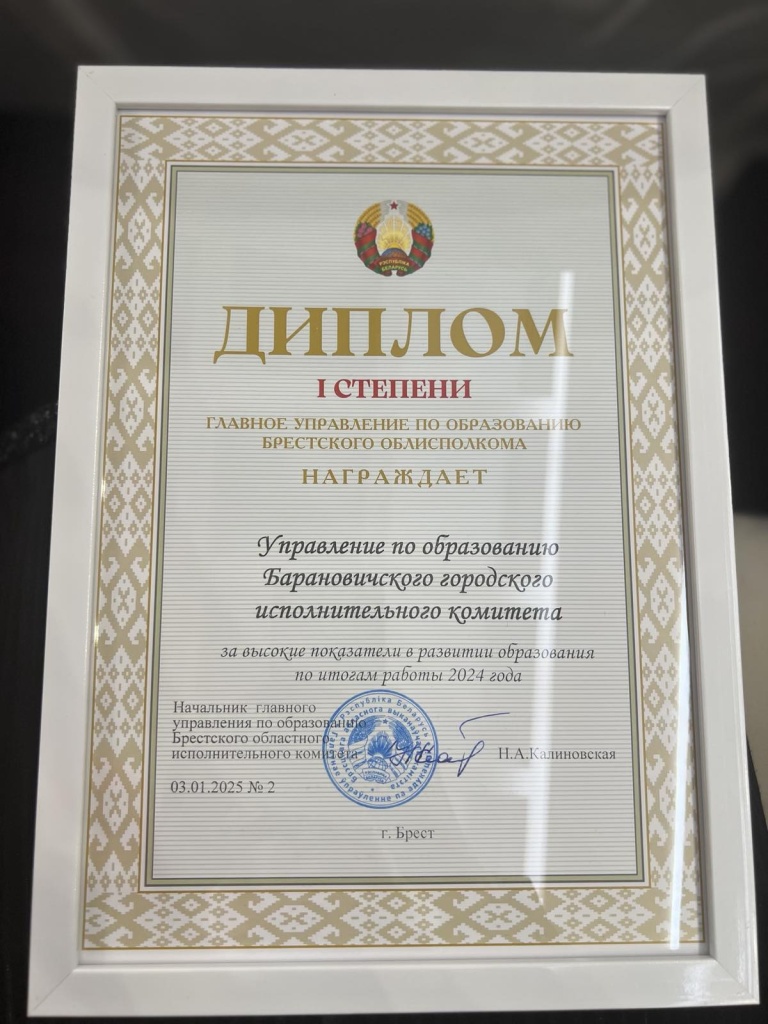 РЭСПУБЛІКА
БЕЛАРУСЬ
ДИПЛОМ
I СТЕПЕНИ
ГЛАВНОЕ УПРАВЛЕНИЕ ПО ОБРАЗОВАНИЮ
БРЕСТСКОГО ОБЛИСПОЛКОМА
НАГРАЖДАЕТ
Управление по образованию
Барановичского городского
исполнительного комитета
за высокие показатели в развитии образования
по итогам работы 2024 года
Начальник главного
управления по образованию
Брестского областного
исполнительного комитета
Н.А.Калиновская
03.01.2025 № 2
г. Брест